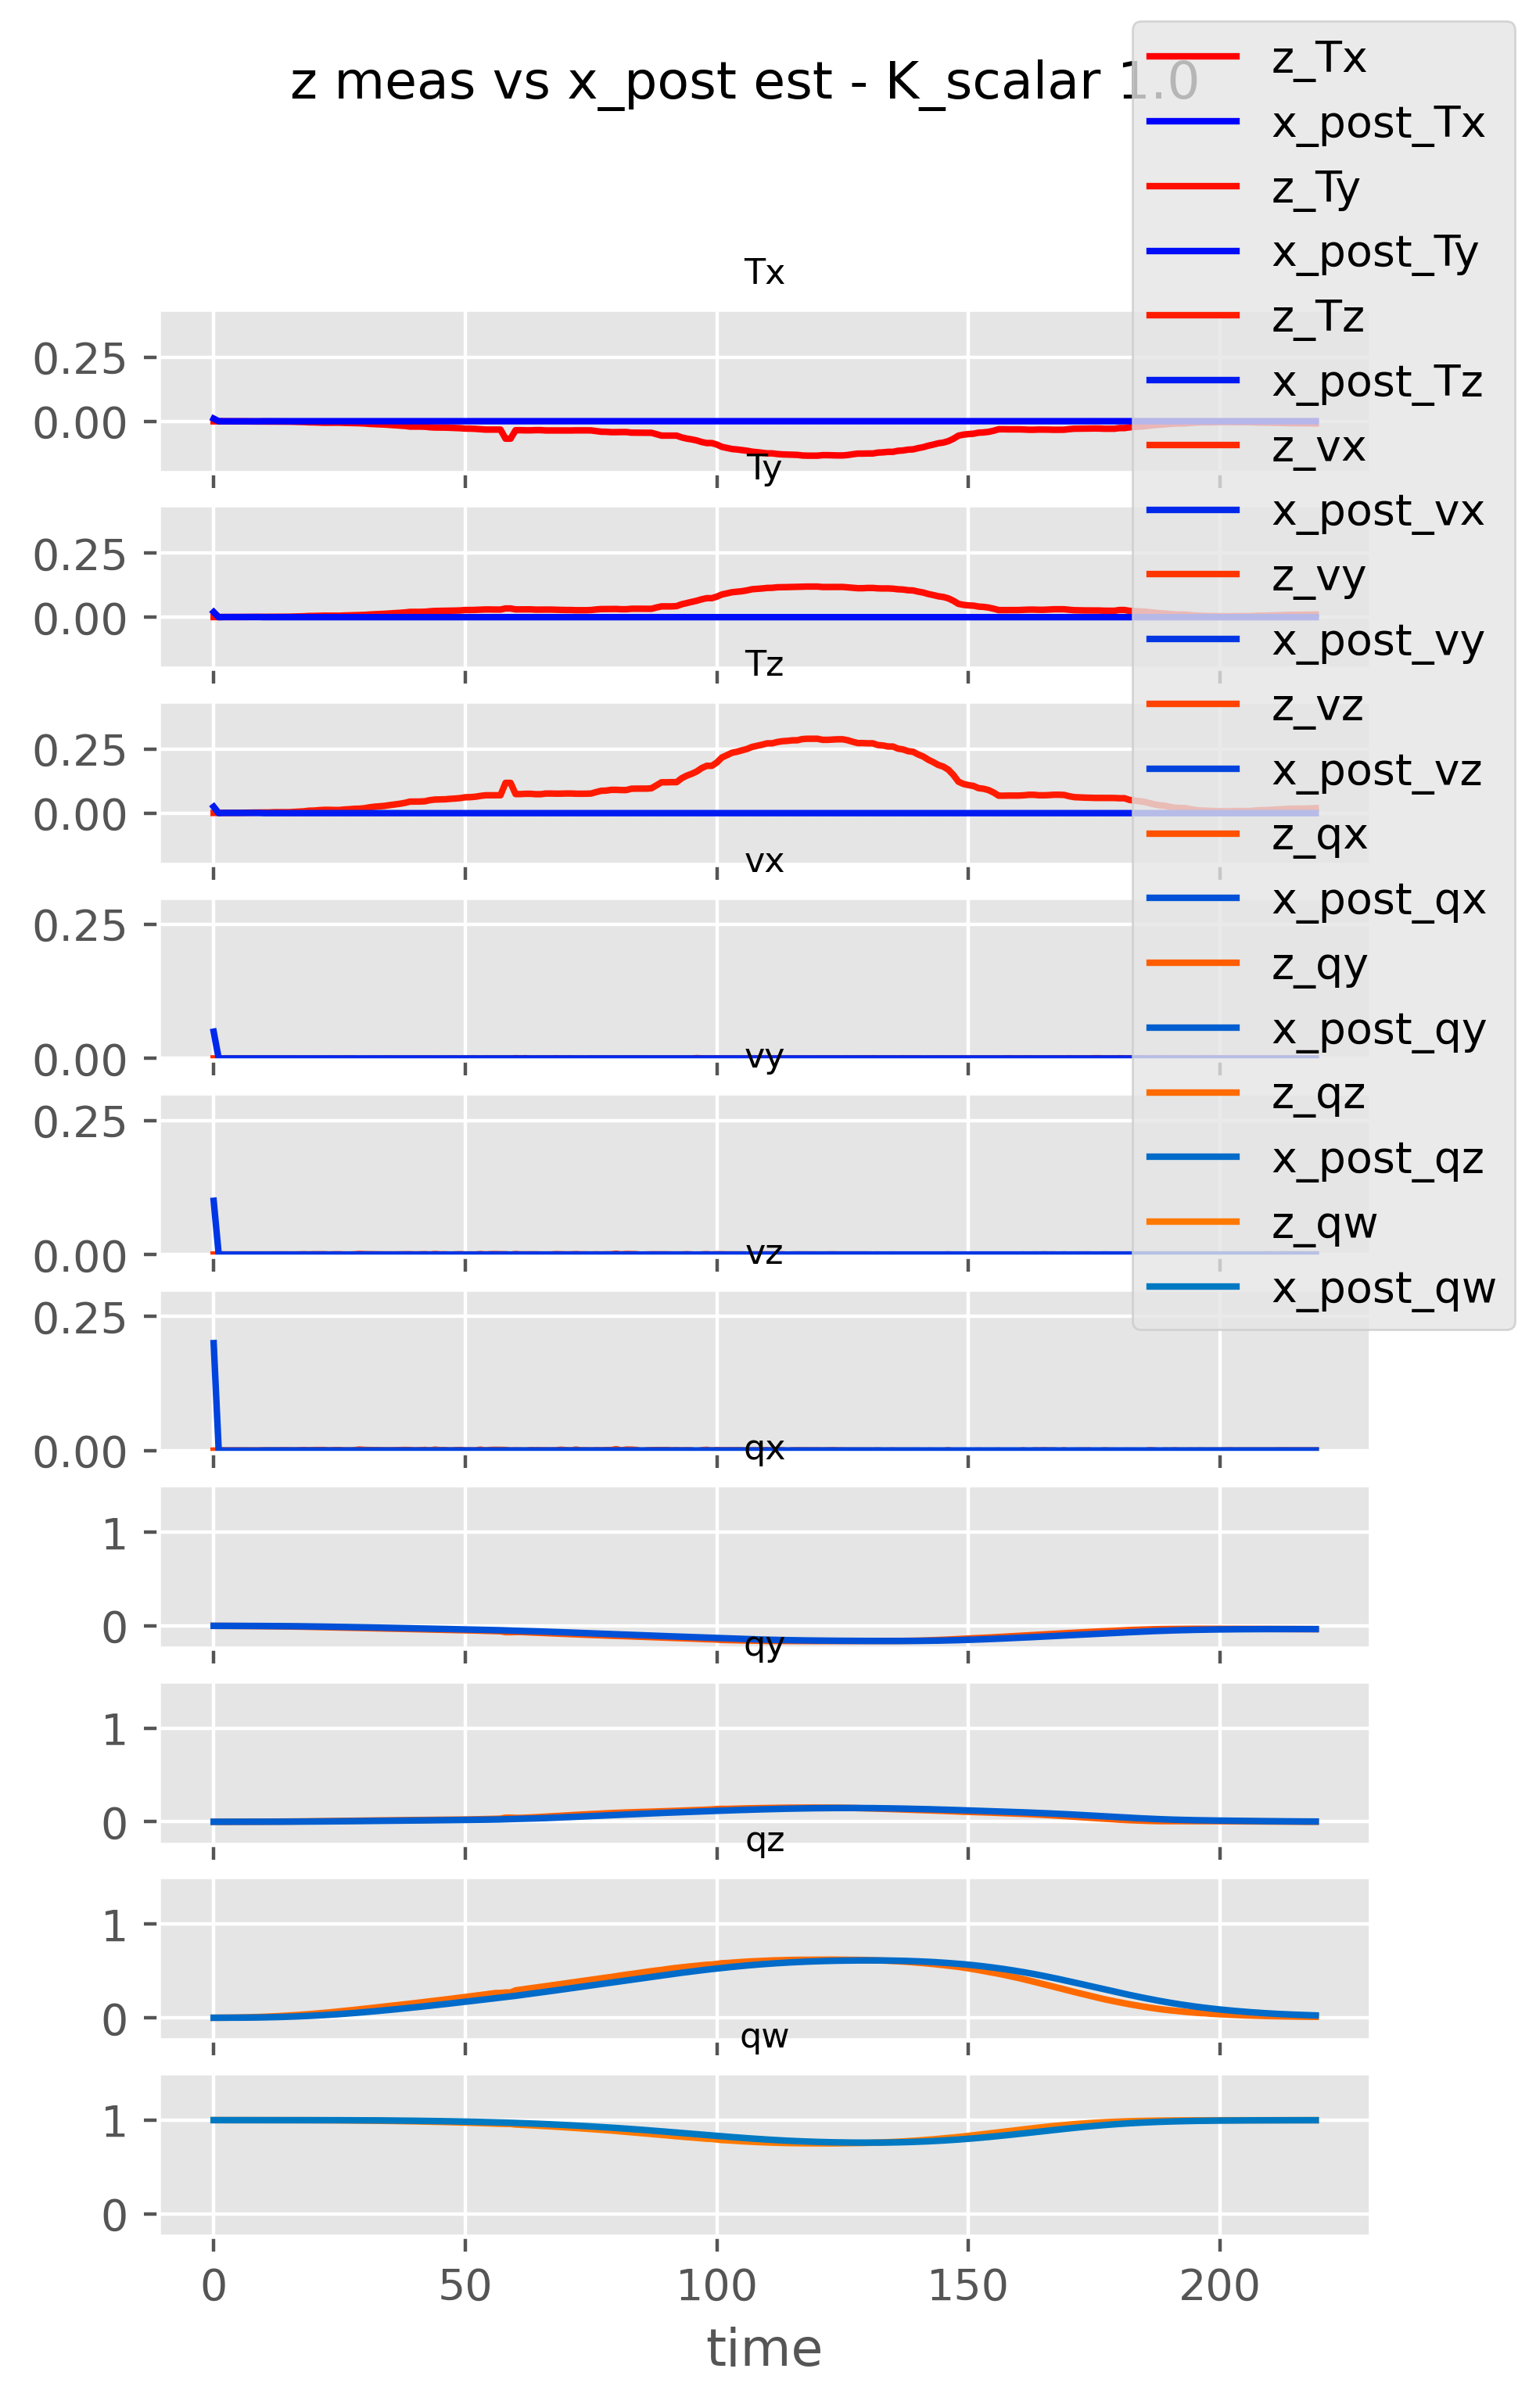 z meas vs x_post est - K_scalar 1.0
z_Tx
x_post_Tx
z_Ty
x_post_Ty
z_Tz
x_post_Tz
z_vx
x_post_vx
z_vy
x_post_vy
z_vz
x_post_vz
z_qx
x_post_qx
z_qy
x_post_qy
z_qz
x_post_qz
z_qw
x_post_qw
Tx
0.25
0.00
Ty
0.25
0.00
Tz
0.25
0.00
vx
0.25
0.00
vy
0.25
0.00
vz
0.25
0.00
qx
1
0
qy
1
0
qz
1
0
qw
1
0
0 50 100 150 200
time